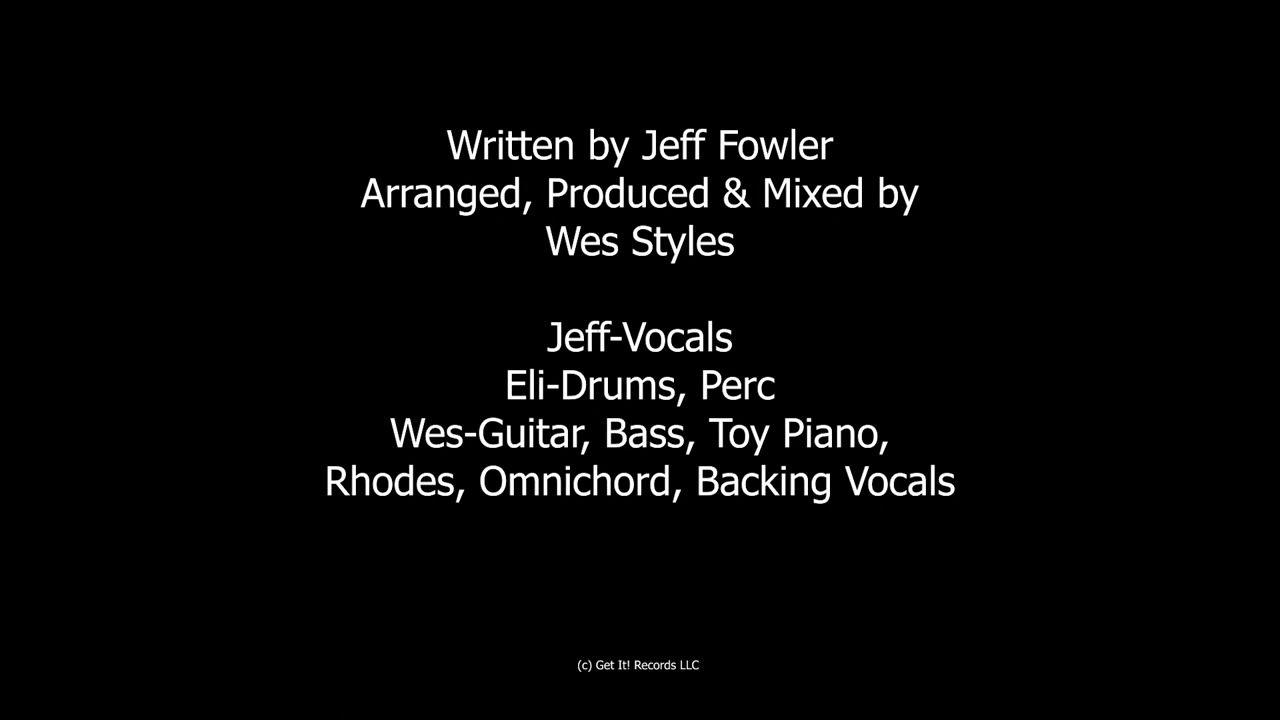 Written by Jeff Fowler
Arranged, Produced & Mixed by
Wes Styles
Jeff-Vocals
Eli-Drums, Perc
Wes-Guitar, Bass, Toy Piano,
Rhodes, Omnichord, Backing Vocals
(c) Get It! Records LLC